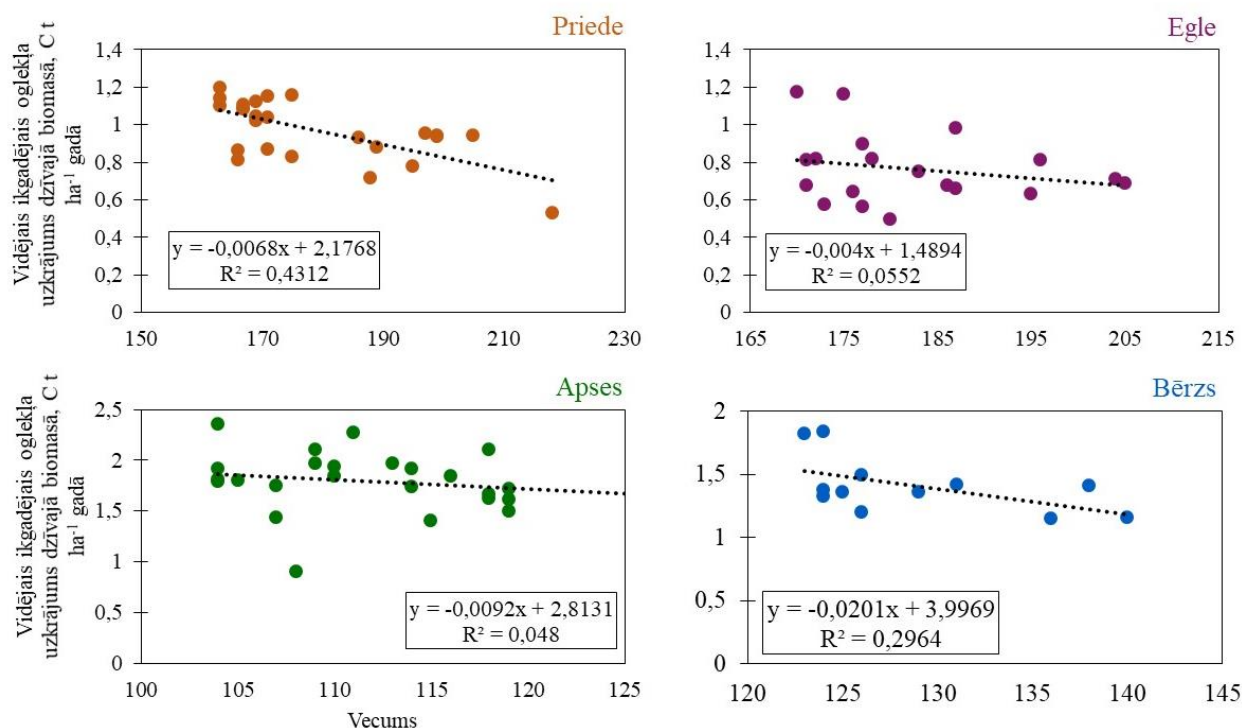 Priede
Vidējais ikgadējais oglekļa
uzkrājums dzīvajā biomasā, C t
ha⁻¹ gadā
1,4
1,2
1
0,8
0,6
0,4
0,2
0
y = -0,0068x + 2,1768
R² = 0,4312
150 170 190 210 230
Egle
1,4
1,2
1
0,8
0,6
0,4
0,2
0
y = -0,004x + 1,4894
R² = 0,0552
165 175 185 195 205 215
Apses
Vidējais ikgadējais oglekļa
uzkrājums dzīvajā biomasā, C t
ha⁻¹ gadā
2,5
2
1,5
1
0,5
0
y = -0,0092x + 2,8131
R² = 0,048
100 105 110 115 120 125
Vecums
Bērzs
2
1,5
1
0,5
0
y = -0,0201x + 3,9969
R² = 0,2964
120 125 130 135 140 145